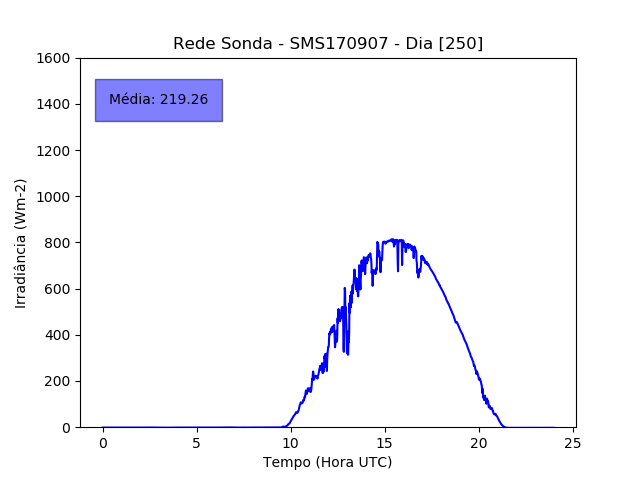 Rede Sonda - SMS170907 - Dia [250]
1600
1400
1200
1000
800
600
400
200
0
Média: 219.26
Irradiância (Wm-2)
0 5 10 15 20 25
Tempo (Hora UTC)